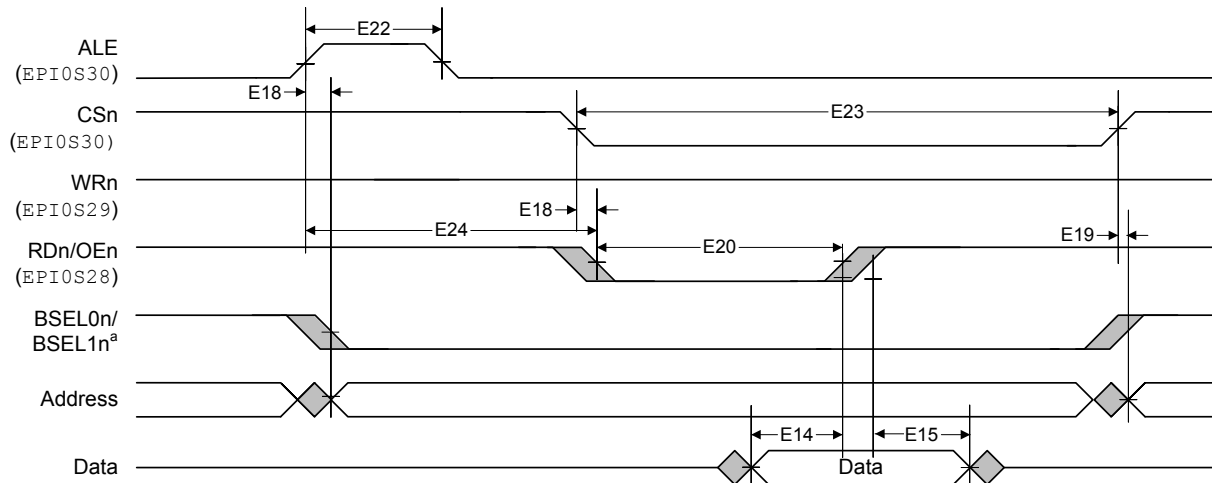 E22
ALE
(EPI0S30)
E18
CSn
E23
(EPI0S30)
WRn
(EPI0S29)
E18
E24
RDn/OEn
E20
E19
(EPI0S28)
BSEL0n/
BSEL1nᵃ
Address
E14
E15
Data
Data